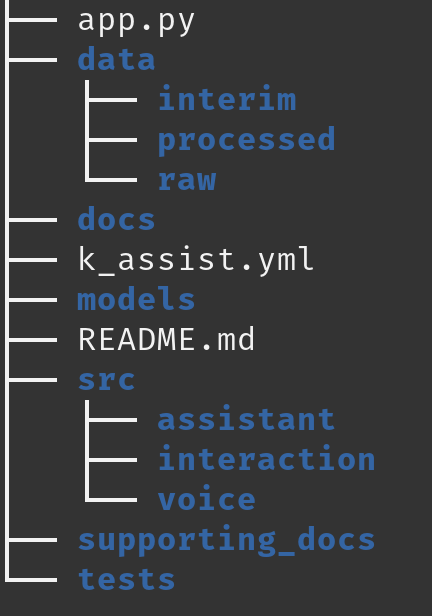 app.py
data
interim
processed
raw
docs
k_assist.yml
models
README.md
src
assistant
interaction
voice
supporting_docs
tests